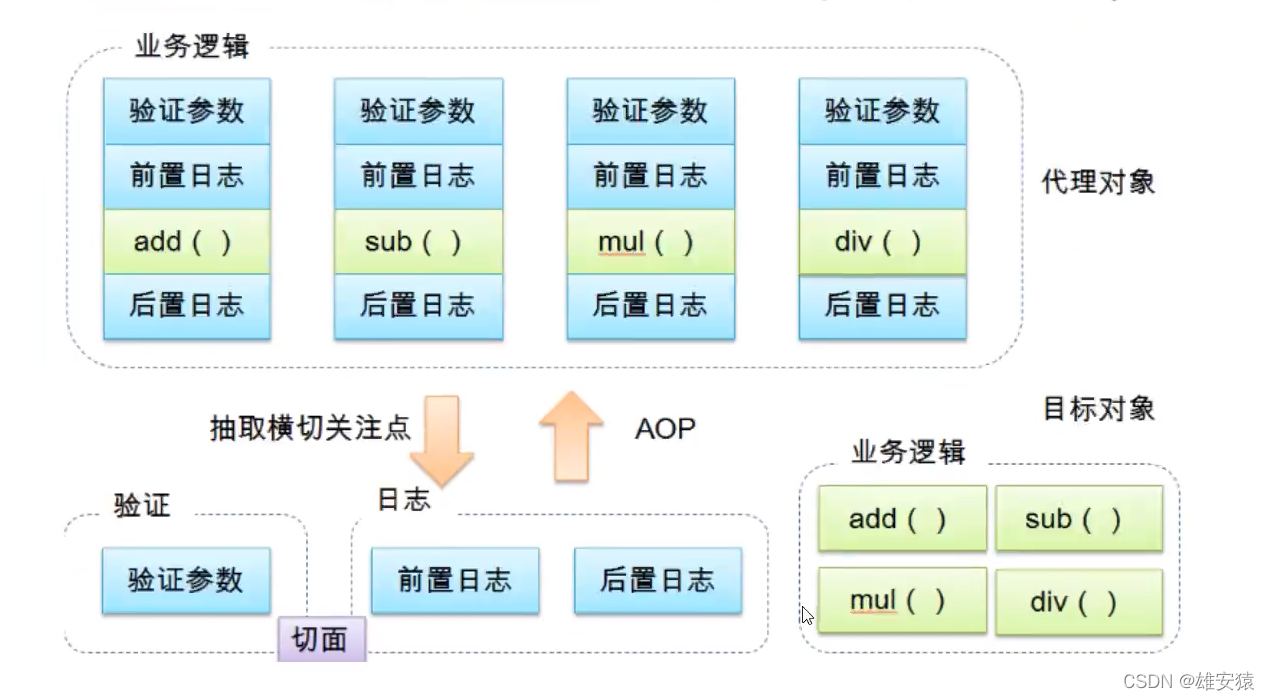 业务逻辑
验证参数 验证参数 验证参数 验证参数
前置日志 前置日志 前置日志 前置日志
add ( ) sub ( ) mul ( ) div ( )
后置日志 后置日志 后置日志 后置日志
代理对象
抽取横切关注点
AOP
目标对象
业务逻辑
add ( ) sub ( )
mul ( ) div ( )
验证
验证参数
日志
前置日志 后置日志
切面
CSDN @雄安猿